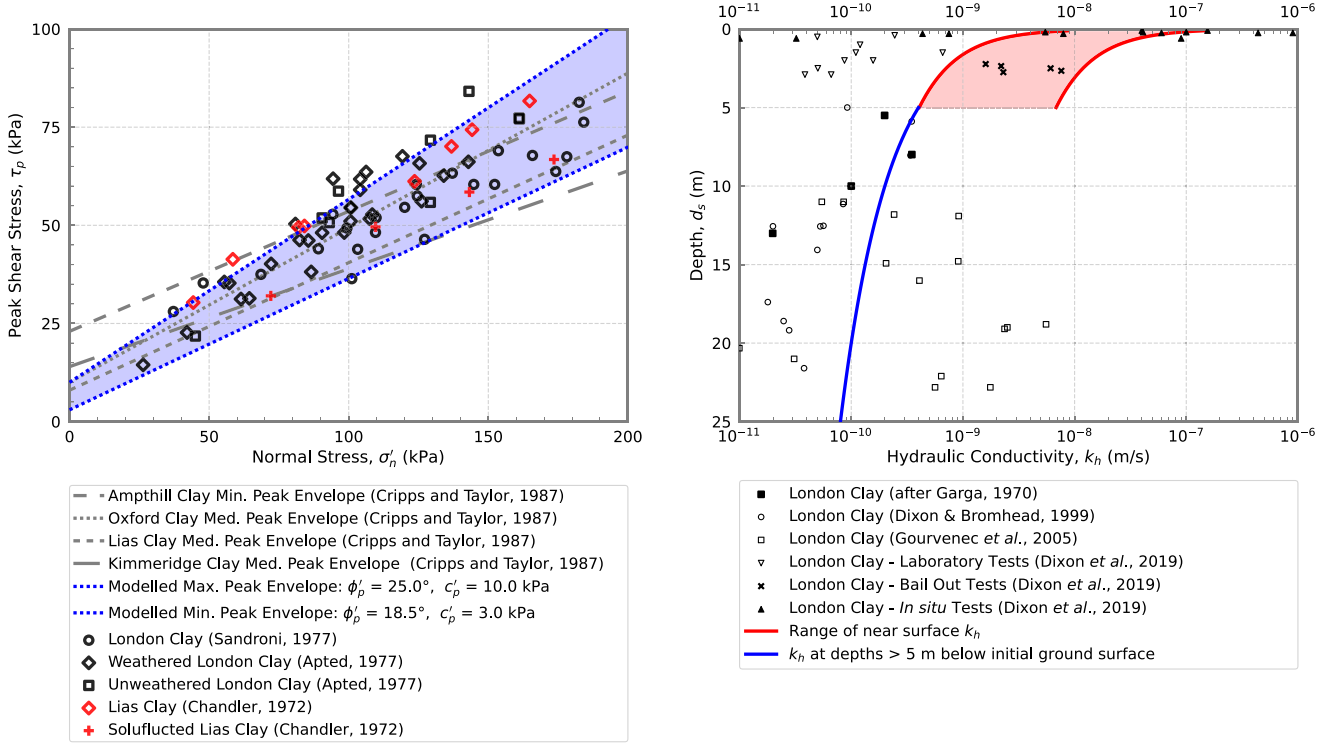 100
75
50
25
0
Peak Shear Stress, τp (kPa)
0 50 100 150 200
Normal Stress, σ′n (kPa)
Ampthill Clay Min. Peak Envelope (Cripps and Taylor, 1987)
Oxford Clay Med. Peak Envelope (Cripps and Taylor, 1987)
Lias Clay Med. Peak Envelope (Cripps and Taylor, 1987)
Kimmeridge Clay Med. Peak Envelope (Cripps and Taylor, 1987)
Modelled Max. Peak Envelope: ϕ′p = 25.0°, c′p = 10.0 kPa
Modelled Min. Peak Envelope: ϕ′p = 18.5°, c′p = 3.0 kPa
London Clay (Sandroni, 1977)
Weathered London Clay (Apted, 1977)
Unweathered London Clay (Apted, 1977)
Lias Clay (Chandler, 1972)
Soluflucted Lias Clay (Chandler, 1972)
10−11 10−10 10−9 10−8 10−7 10−6
0
5
10
15
20
25
Depth, ds (m)
10−11 10−10 10−9 10−8 10−7 10−6
Hydraulic Conductivity, kh (m/s)
London Clay (after Garga, 1970)
London Clay (Dixon & Bromhead, 1999)
London Clay (Gourvenec et al., 2005)
London Clay - Laboratory Tests (Dixon et al., 2019)
London Clay - Bail Out Tests (Dixon et al., 2019)
London Clay - In situ Tests (Dixon et al., 2019)
Range of near surface kh
kh at depths > 5 m below initial ground surface